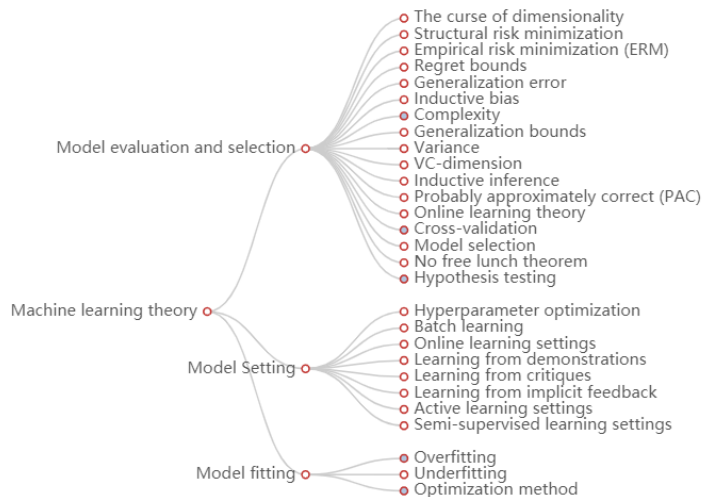 The curse of dimensionality
Structural risk minimization
Empirical risk minimization (ERM)
Regret bounds
Generalization error
Inductive bias
Complexity
Generalization bounds
Model evaluation and selection
Variance
VC-dimension
Inductive inference
Probably approximately correct (PAC)
Online learning theory
Cross-validation
Model selection
No free lunch theorem
Hypothesis testing
Machine learning theory
Hyperparameter optimization
Batch learning
Online learning settings
Model Setting
Learning from demonstrations
Learning from critiques
Learning from implicit feedback
Active learning settings
Semi-supervised learning settings
Model fitting
Overfitting
Underfitting
Optimization method